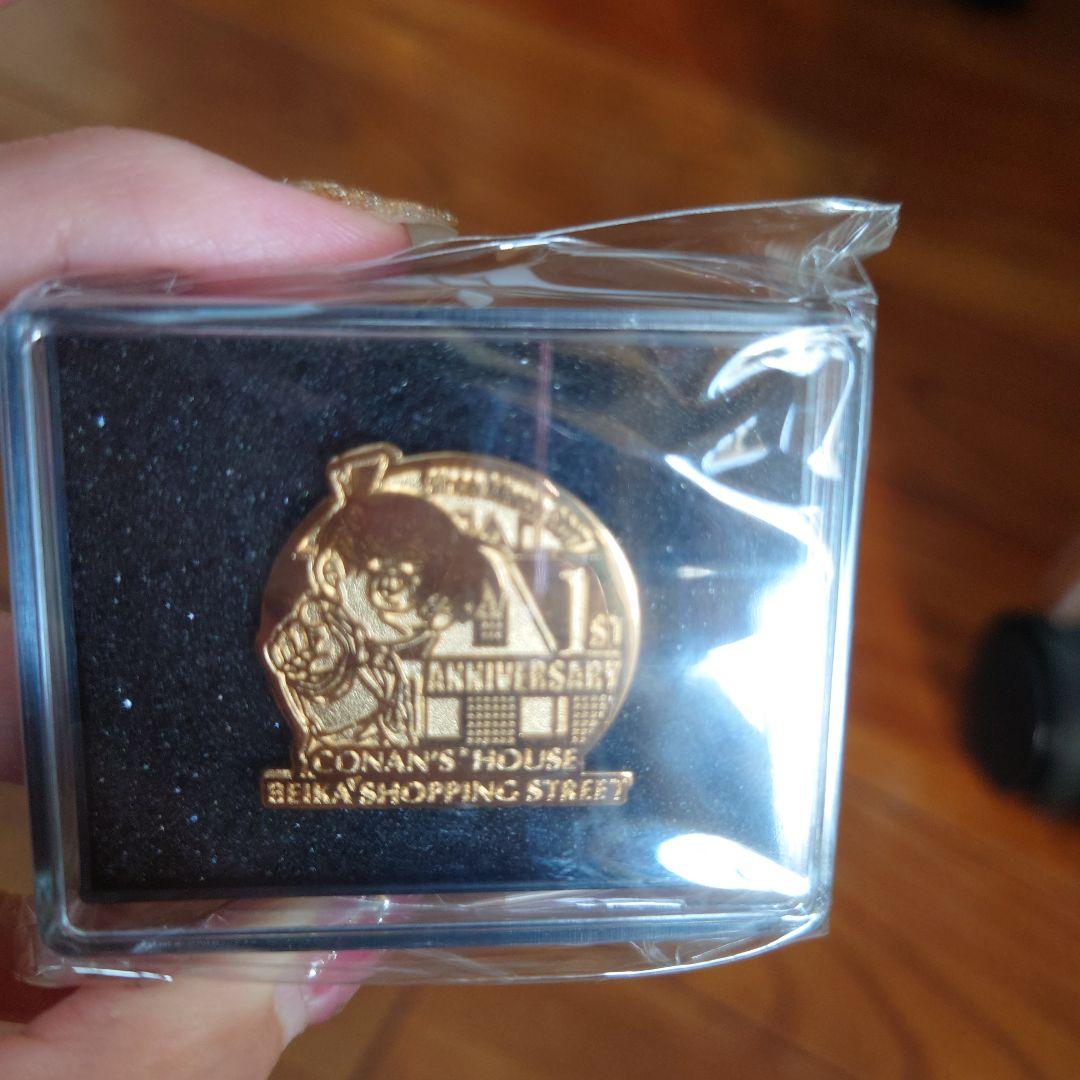 1ST
ANNIVERSARY
CONAN'S HOUSE
BEIKA SHOPPING STREET